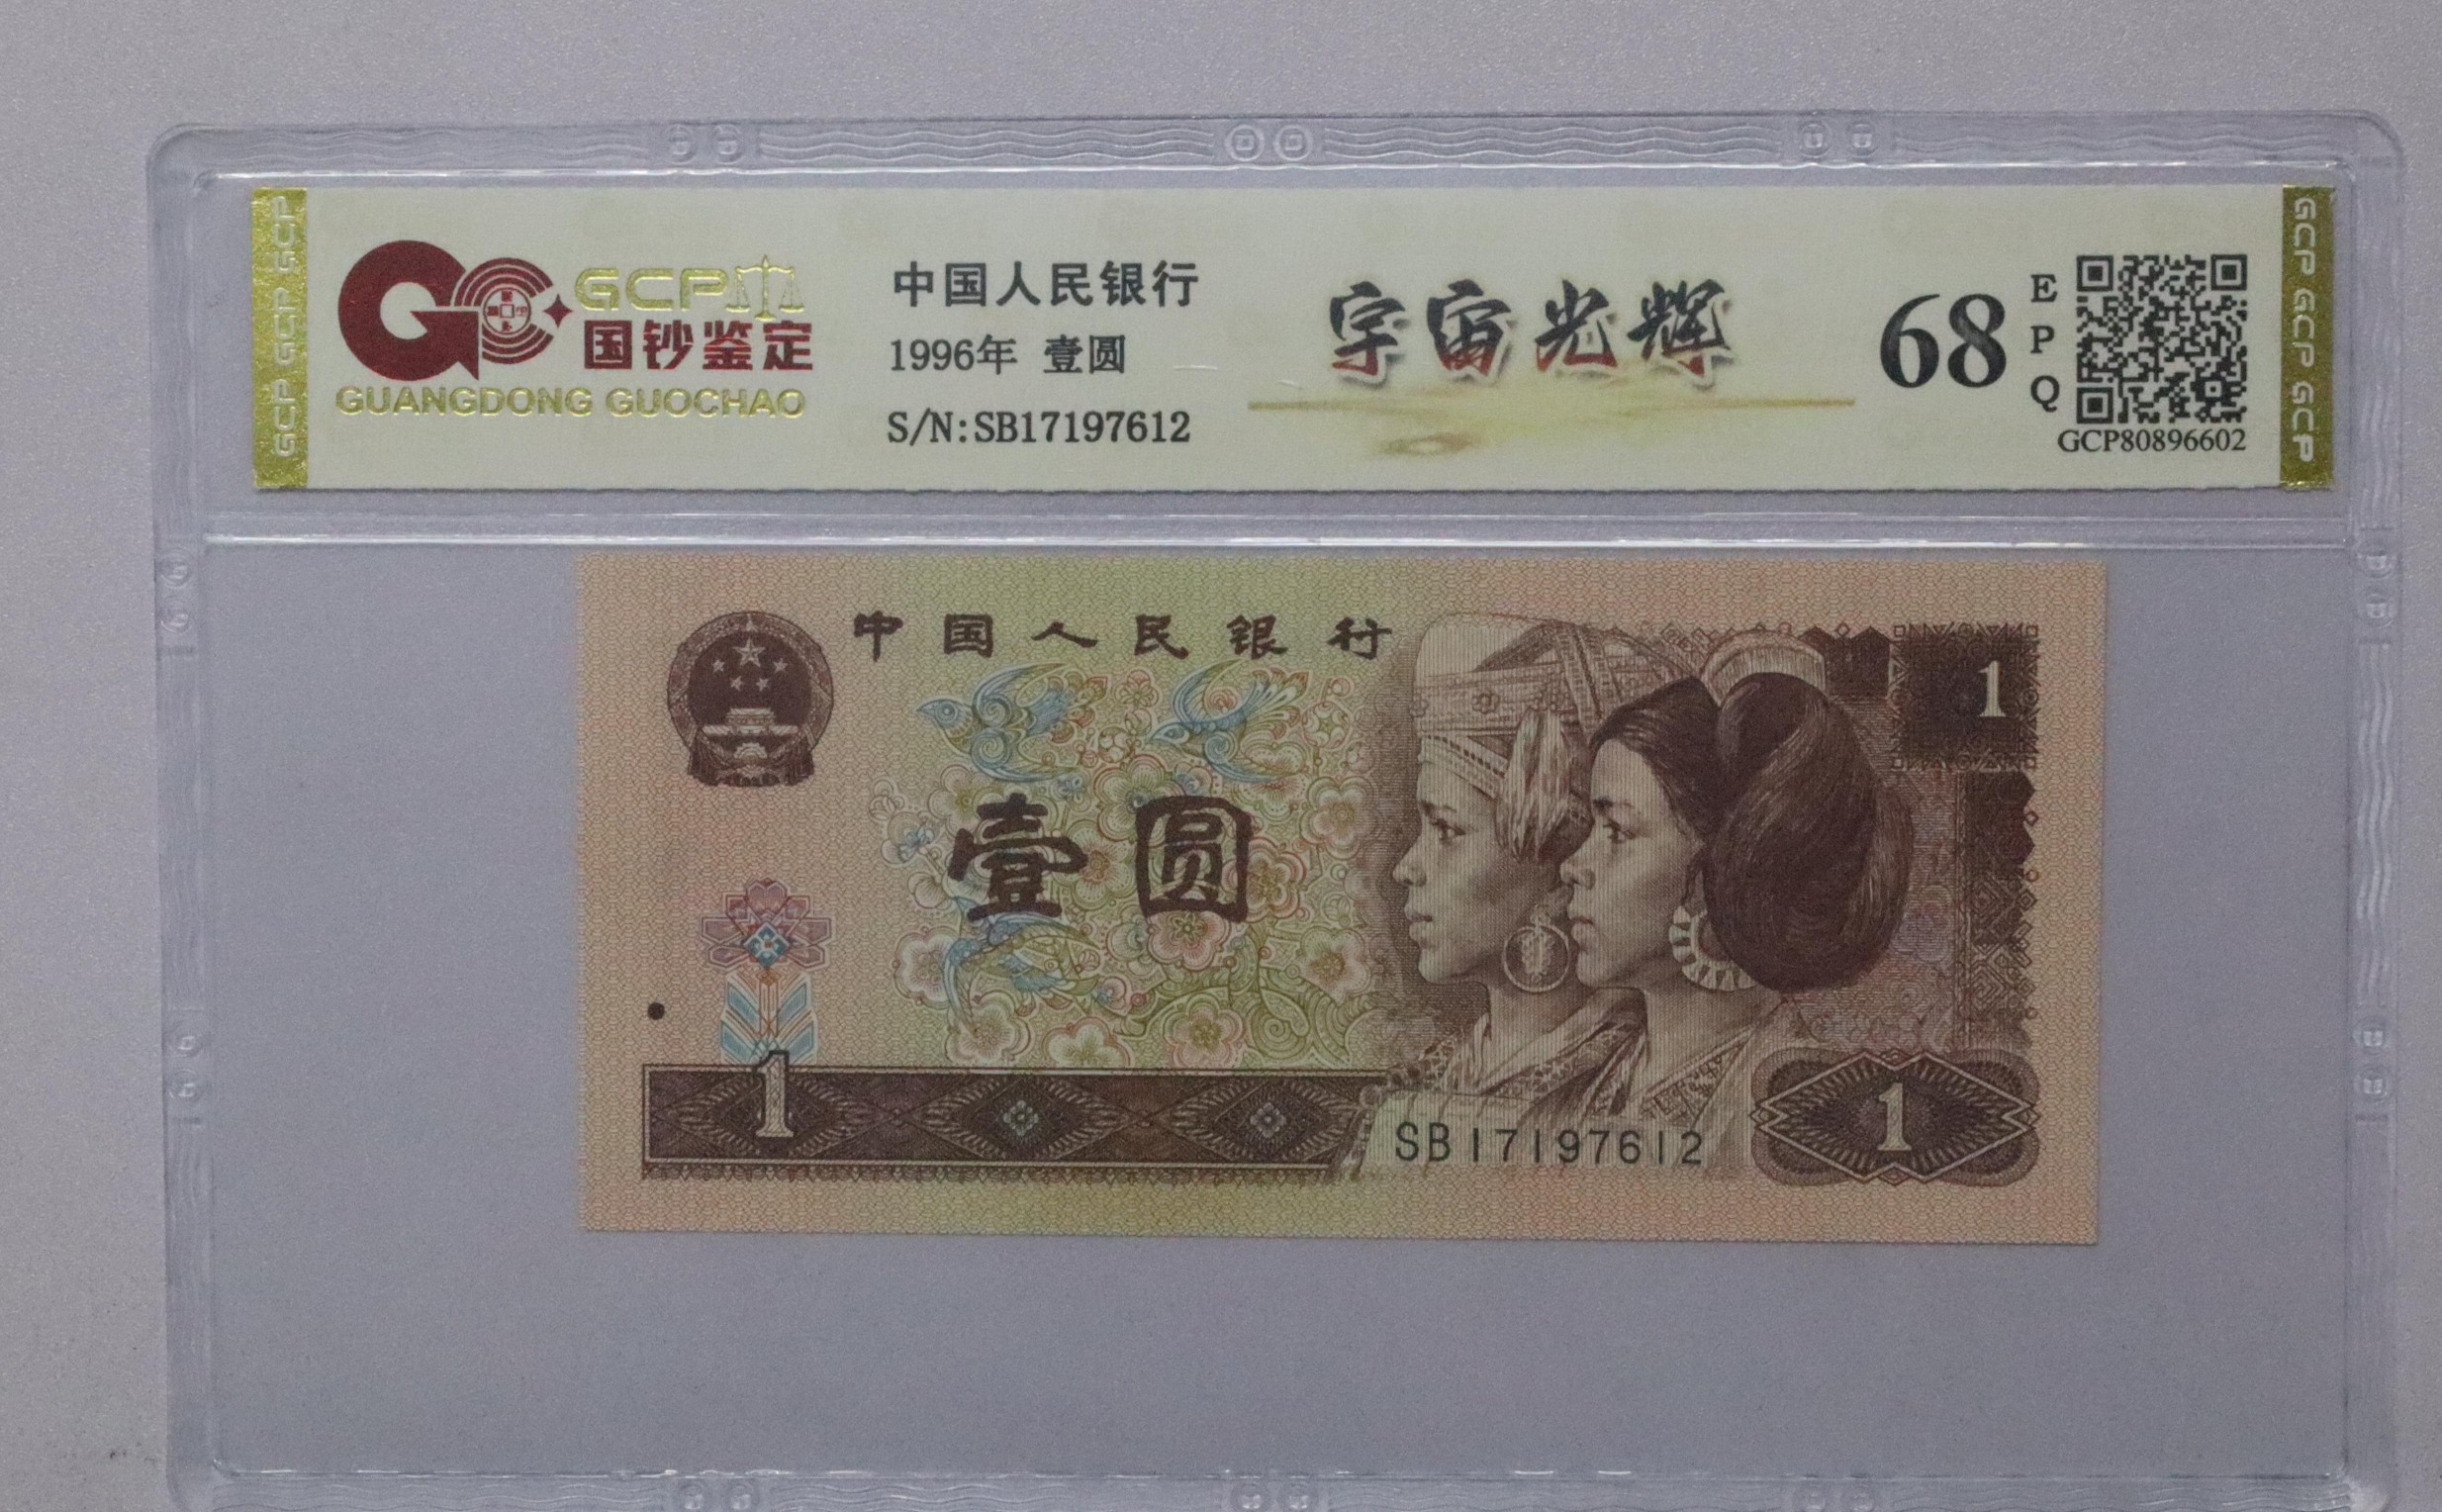 GCP GCP GCP
GCP
国钞鉴定
GUANGDONG GUOCHAO
中国人民银行
1996年 壹圆
S/N:SB17197612
宇宙光辉
68
E
P
Q
GCP80896602
GCP GCP GCP
中国人民银行
1
壹圆
1
SB17197612
1